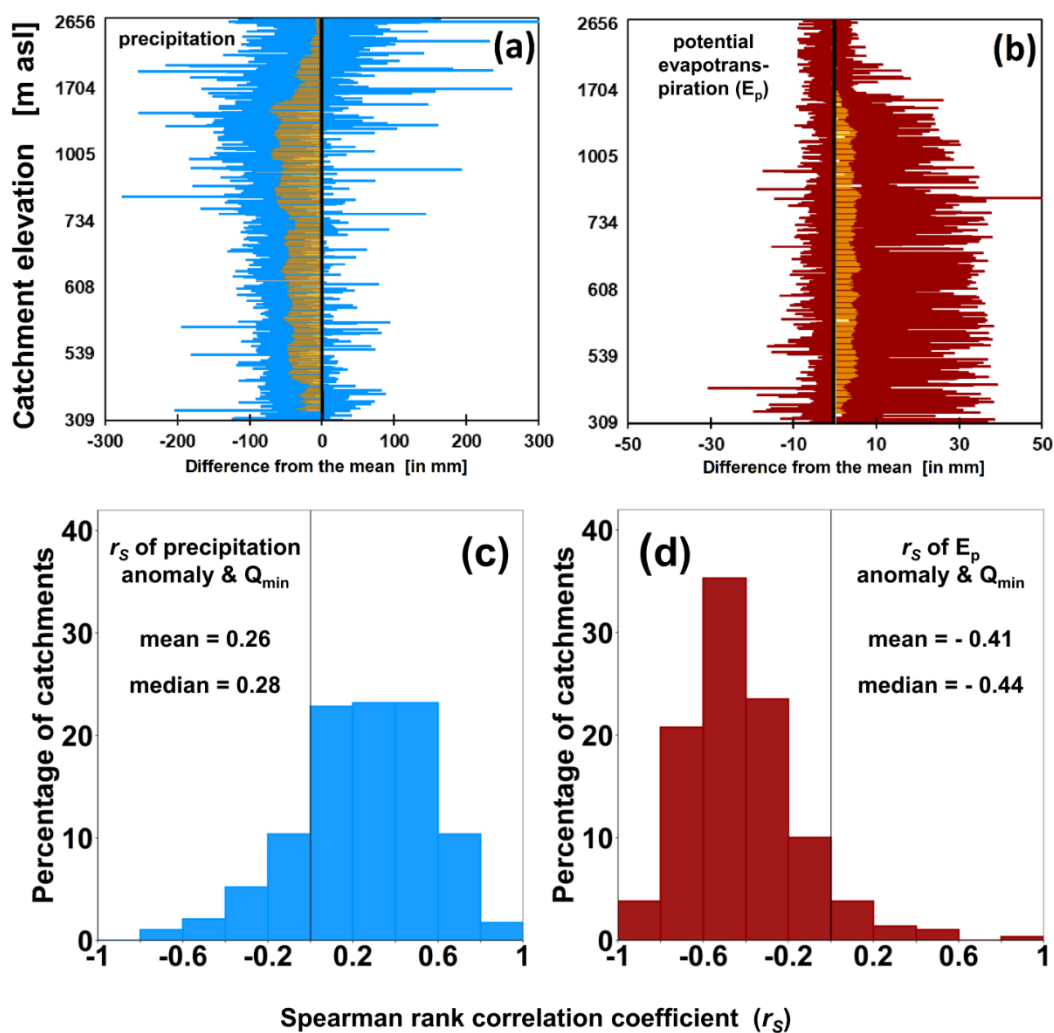 (a)
precipitation
Catchment elevation [m asl]
2656
1704
1005
734
608
539
309
-300
-200
-100
0
100
200
300
Difference from the mean [in mm]
(b)
potential
evapotrans-
piration (Ep)
2656
1704
1005
734
608
539
309
-50
-30
-10
10
30
50
Difference from the mean [in mm]
(c)
rS of precipitation
anomaly & Qmin
mean = 0.26
median = 0.28
Percentage of catchments
40
30
20
10
0
-1
-0.6
-0.2
0.2
0.6
1
(d)
rS of Ep
anomaly & Qmin
mean = - 0.41
median = - 0.44
Percentage of catchments
40
30
20
10
0
-1
-0.6
-0.2
0.2
0.6
1
Spearman rank correlation coefficient (rS)